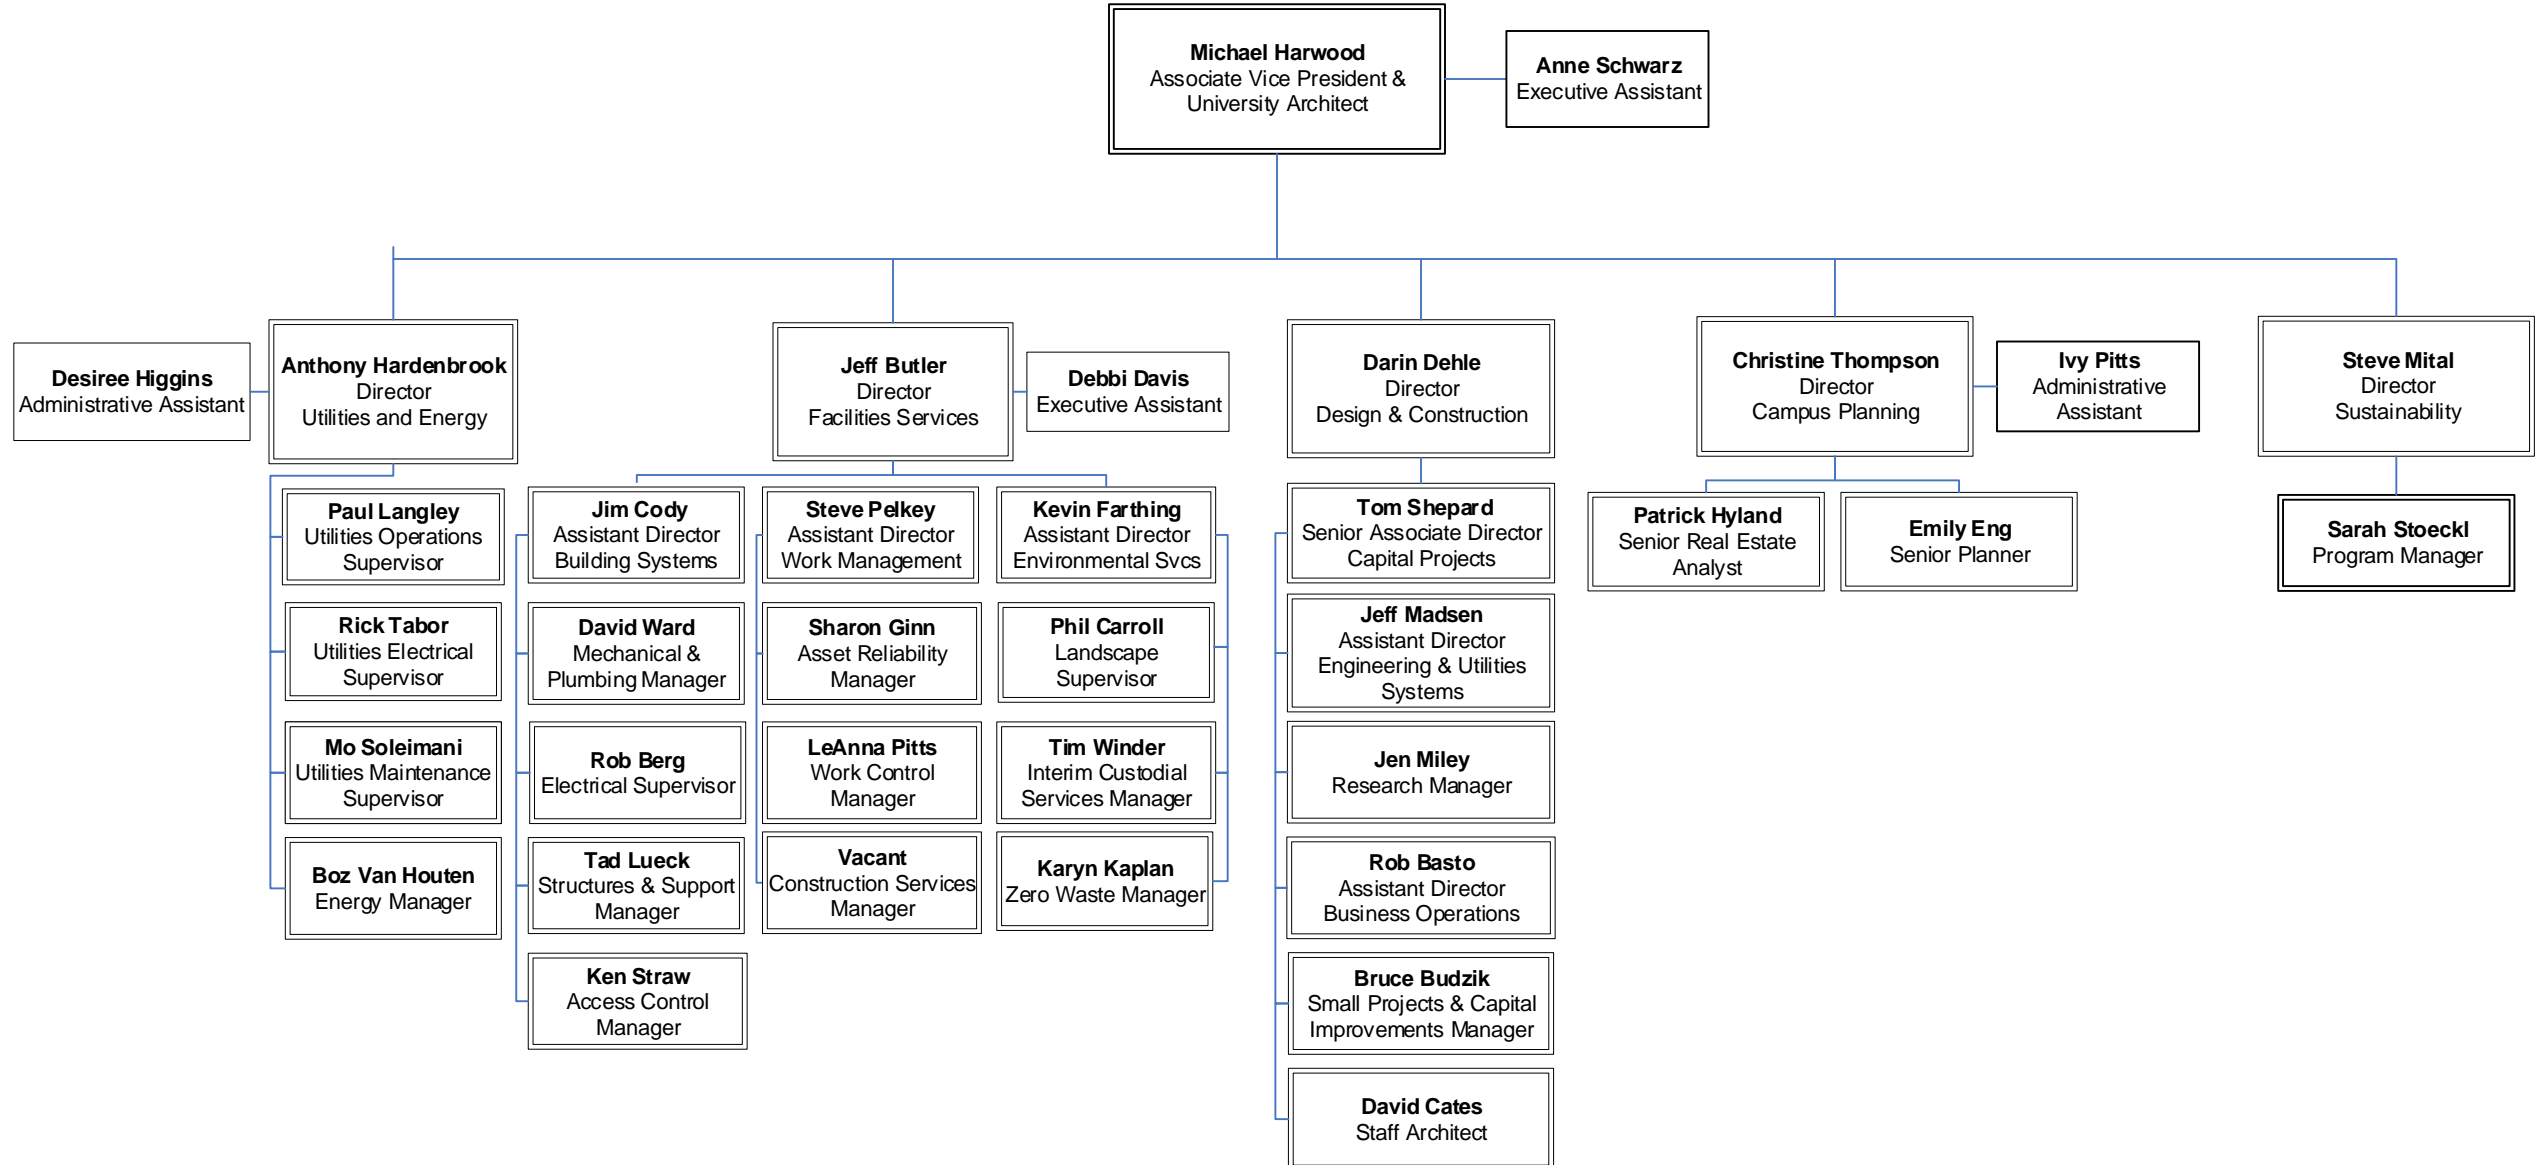 Michael Harwood
Associate Vice President &
University Architect
Anne Schwarz
Executive Assistant
Desiree Higgins
Administrative Assistant
Anthony Hardenbrook
Director
Utilities and Energy
Jeff Butler
Director
Facilities Services
Debbi Davis
Executive Assistant
Darin Dehle
Director
Design & Construction
Christine Thompson
Director
Campus Planning
Ivy Pitts
Administrative
Assistant
Steve Mital
Director
Sustainability
Paul Langley
Utilities Operations
Supervisor
Rick Tabor
Utilities Electrical
Supervisor
Mo Soleimani
Utilities Maintenance
Supervisor
Boz Van Houten
Energy Manager
Jim Cody
Assistant Director
Building Systems
David Ward
Mechanical &
Plumbing Manager
Rob Berg
Electrical Supervisor
Tad Lueck
Structures & Support
Manager
Ken Straw
Access Control
Manager
Steve Pelkey
Assistant Director
Work Management
Sharon Ginn
Asset Reliability
Manager
LeAnna Pitts
Work Control
Manager
Vacant
Construction Services
Manager
Kevin Farthing
Assistant Director
Environmental Svcs
Phil Carroll
Landscape
Supervisor
Tim Winder
Interim Custodial
Services Manager
Karyn Kaplan
Zero Waste Manager
Tom Shepard
Senior Associate Director
Capital Projects
Jeff Madsen
Assistant Director
Engineering & Utilities
Systems
Jen Miley
Research Manager
Rob Basto
Assistant Director
Business Operations
Bruce Budzik
Small Projects & Capital
Improvements Manager
David Cates
Staff Architect
Patrick Hyland
Senior Real Estate
Analyst
Emily Eng
Senior Planner
Sarah Stoeckl
Program Manager